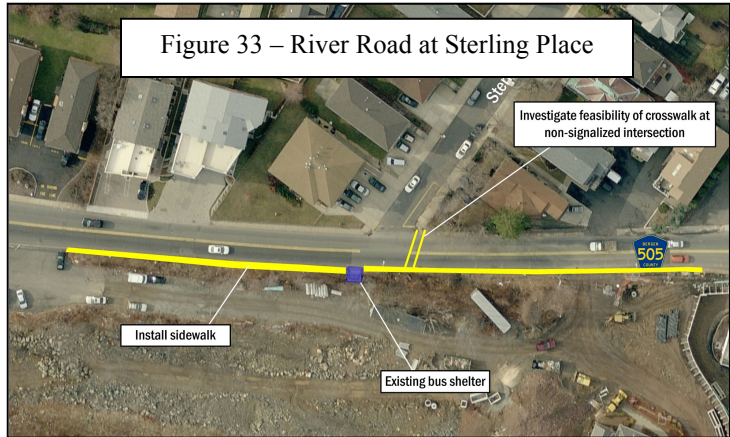 Figure 33 – River Road at Sterling Place
Investigate feasibility of crosswalk at
non-signalized intersection
BERGEN
505
COUNTY
Install sidewalk
Existing bus shelter